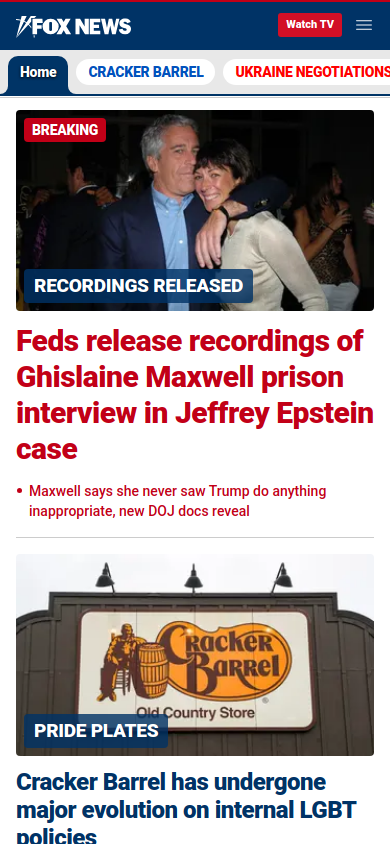 FOX NEWS
Watch TV
Home
CRACKER BARREL
UKRAINE NEGOTIATIONS
BREAKING
RECORDINGS RELEASED
Feds release recordings of
Ghislaine Maxwell prison
interview in Jeffrey Epstein
case
• Maxwell says she never saw Trump do anything
inappropriate, new DOJ docs reveal
Cracker
Barrel
Old Country Store
PRIDE PLATES
Cracker Barrel has undergone
major evolution on internal LGBT
policies